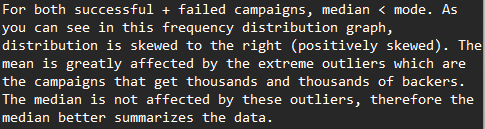 For both successful + failed campaigns, median < mode. As
you can see in this frequency distribution graph,
distribution is skewed to the right (positively skewed). The
mean is greatly affected by the extreme outliers which are
the campaigns that get thousands and thousands of backers.
The median is not affected by these outliers, therefore the
median better summarizes the data.